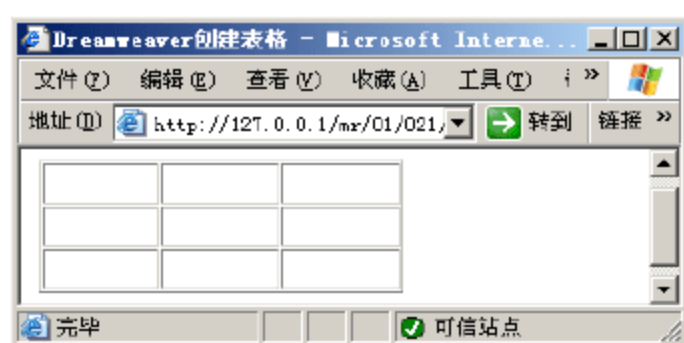 Dreamweaver创建表格 - Microsoft Interne...
文件(F) 编辑(E) 查看(V) 收藏(A) 工具(T) »
地址(D) http://127.0.0.1/mr/01/021/ 转到 链接 »
完毕 可信站点